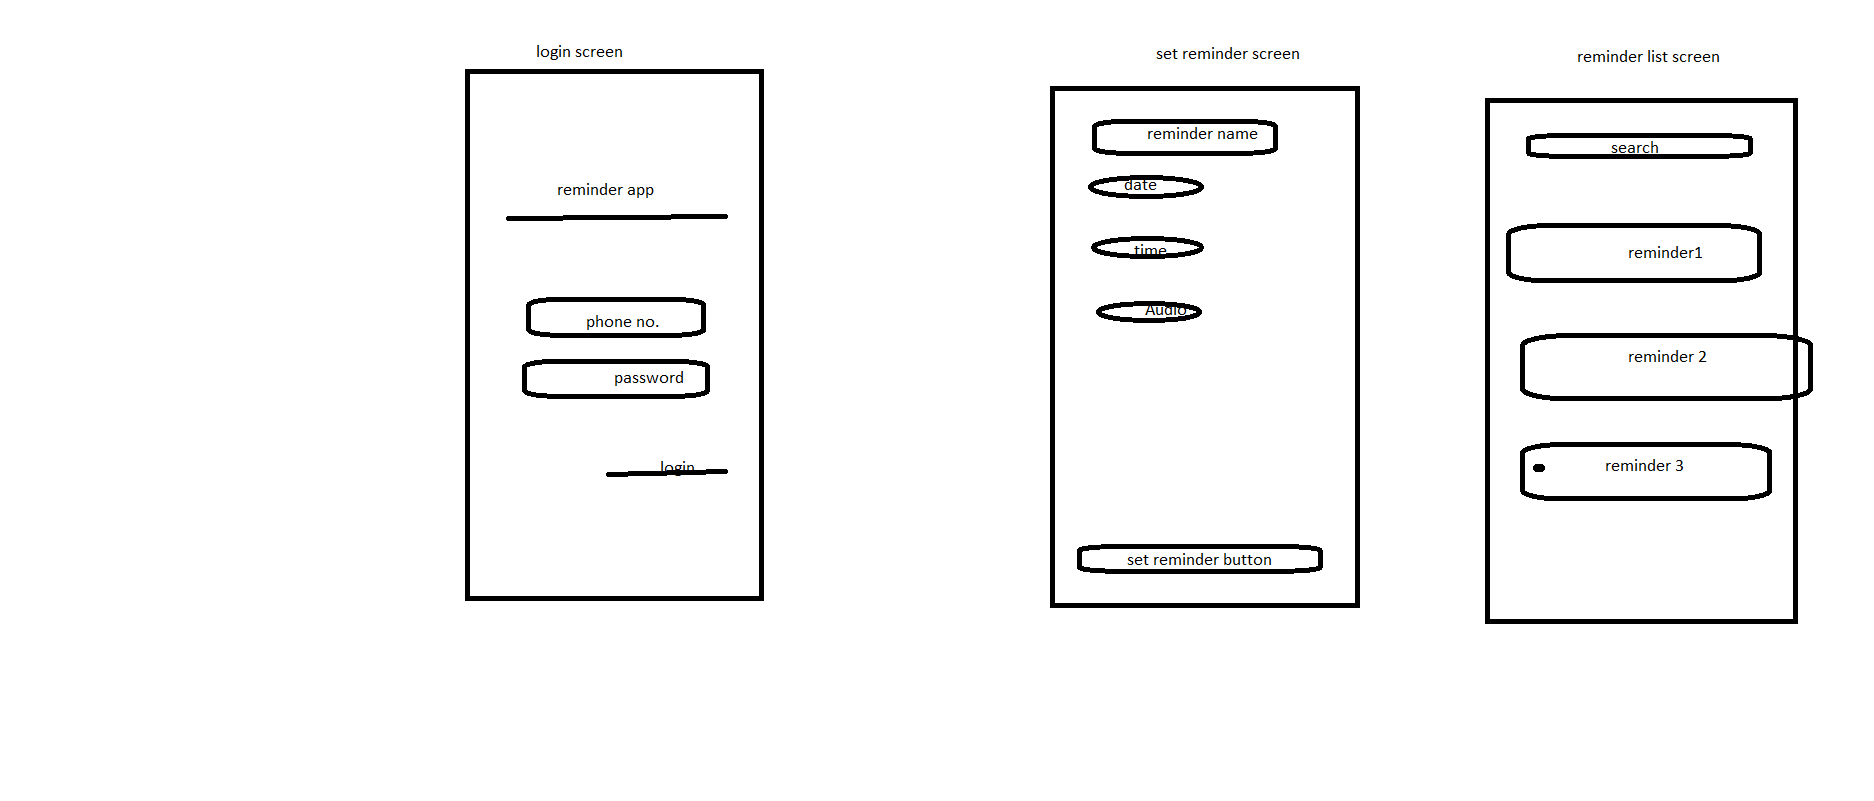 login screen
reminder app
phone no.
password
login
set reminder screen
reminder name
date
time
Audio
set reminder button
reminder list screen
search
reminder1
reminder 2
reminder 3